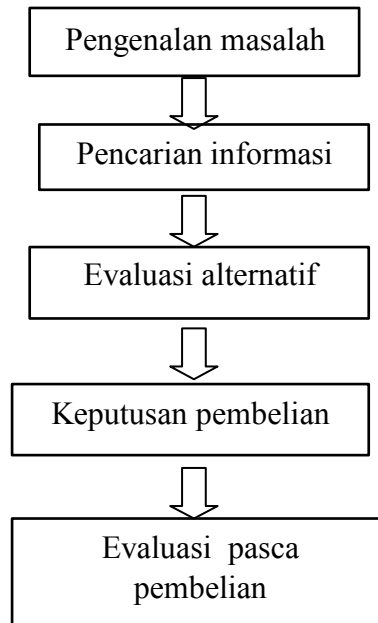 Pengenalan masalah
Pencarian informasi
Evaluasi alternatif
Keputusan pembelian
Evaluasi pasca
pembelian